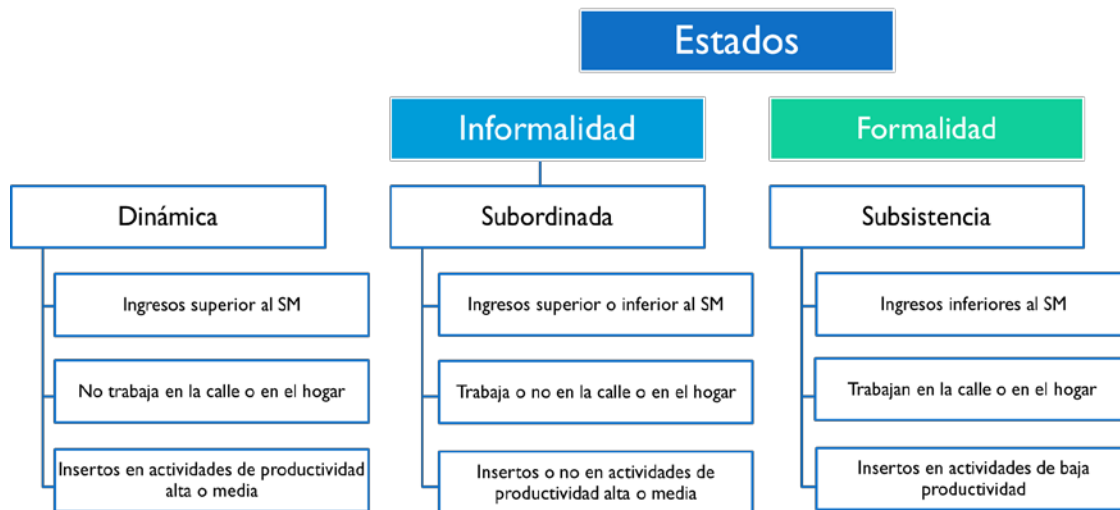 Estados
Informalidad
Formalidad
Dinámica
Subordinada
Subsistencia
Ingresos superior al SM
Ingresos superior o inferior al SM
Ingresos inferiores al SM
No trabaja en la calle o en el hogar
Trabaja o no en la calle o en el hogar
Trabajan en la calle o en el hogar
Insertos en actividades de productividad
alta o media
Insertos o no en actividades de
productividad alta o media
Insertos en actividades de baja
productividad